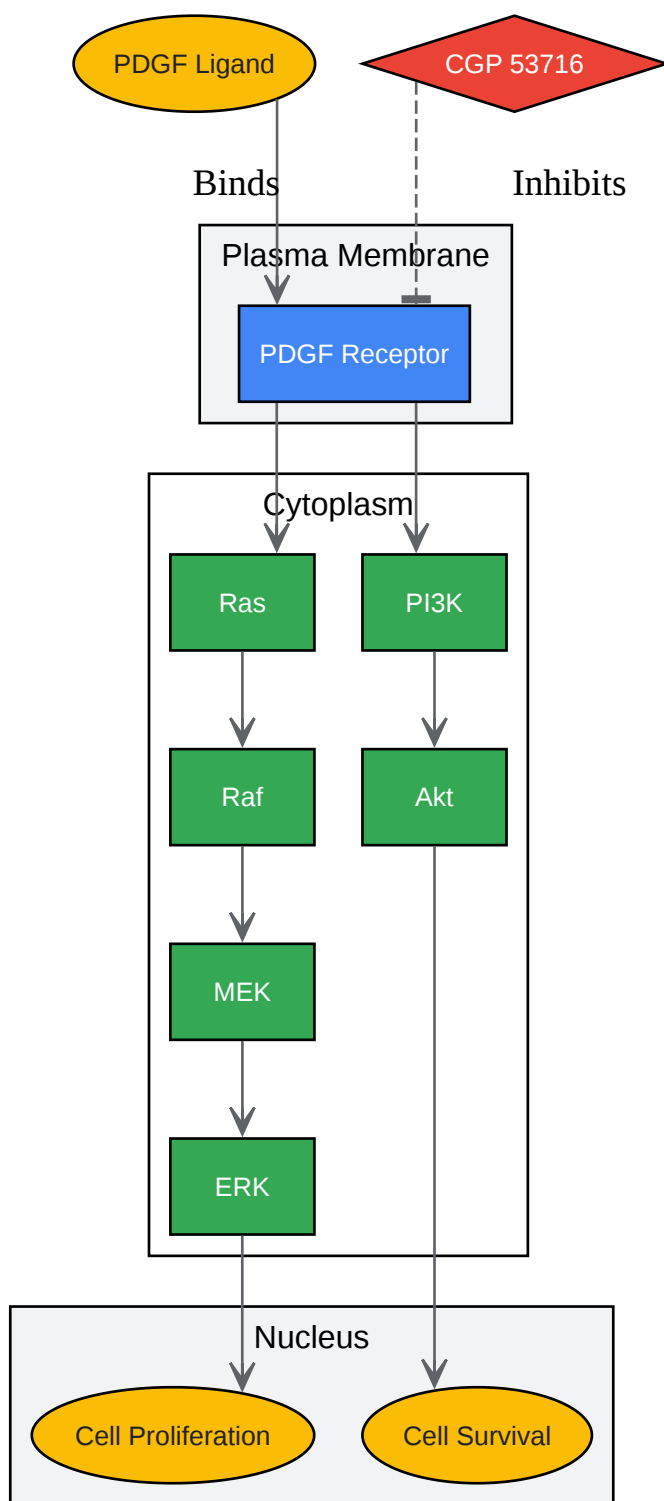 PDGF Ligand
CGP 53716
Binds
Inhibits
Plasma Membrane
PDGF Receptor
Cytoplasm
Ras
PI3K
Raf
Akt
MEK
ERK
Nucleus
Cell Proliferation
Cell Survival